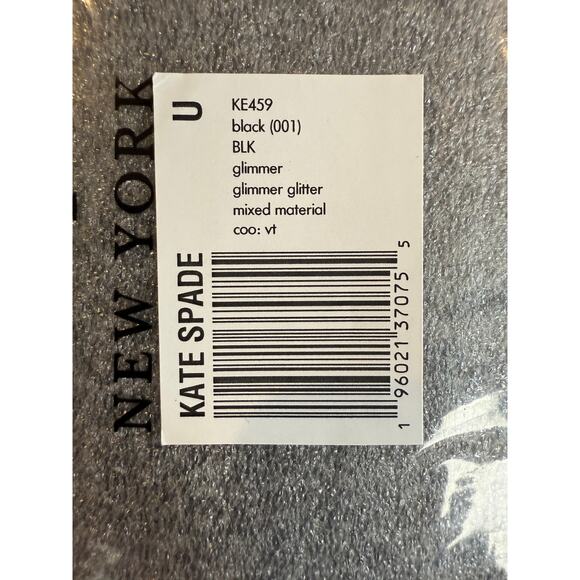 NEW YORK
KATE SPADE
U
KE459
black (001)
BLK
glimmer
glimmer glitter
mixed material
coo: vt
1 96021 37075 5